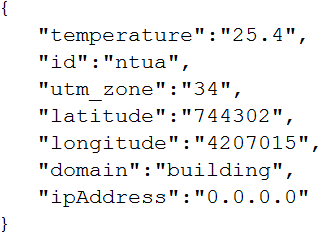 {
"temperature":"25.4",
"id":"ntua",
"utm_zone":"34",
"latitude":"744302",
"longitude":"4207015",
"domain":"building",
"ipAddress":"0.0.0.0"
}